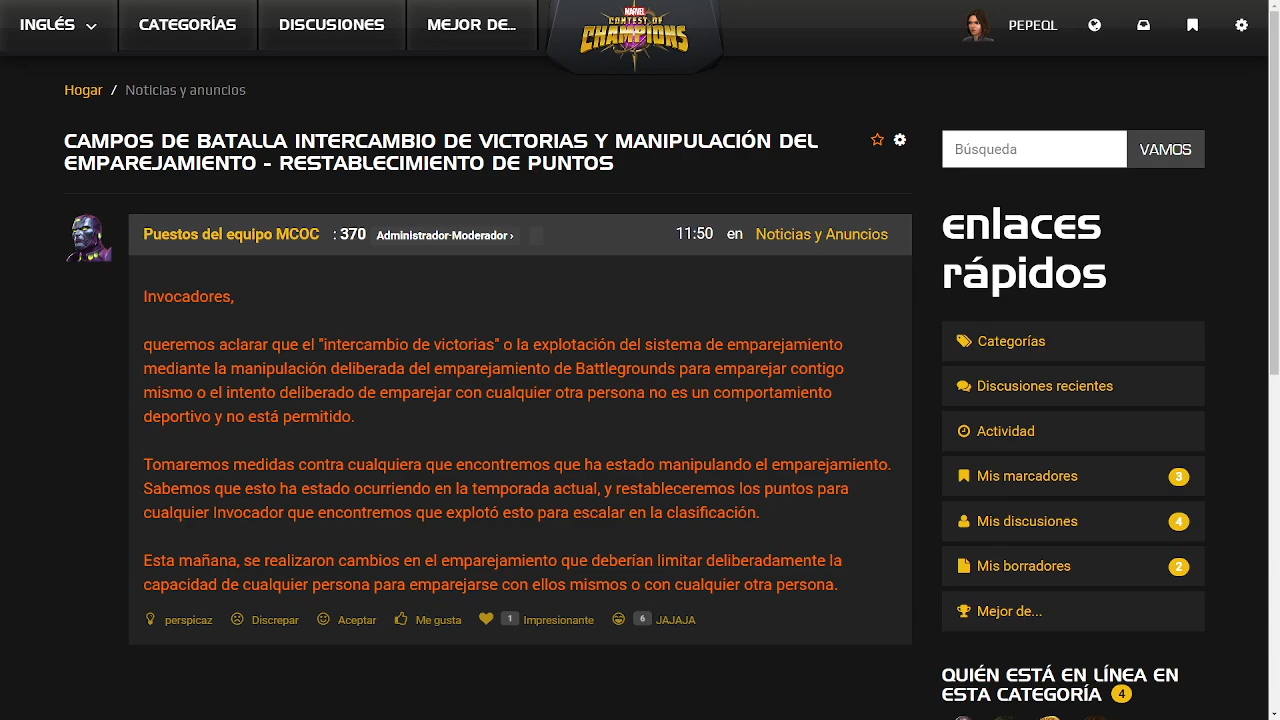 INGLÉS
CATEGORÍAS
DISCUSIONES
MEJOR DE...
MARVEL
CONTEST OF
CHAMPIONS
PEPEQL
Hogar / Noticias y anuncios
CAMPOS DE BATALLA INTERCAMBIO DE VICTORIAS Y MANIPULACIÓN DEL
EMPAREJAMIENTO - RESTABLECIMIENTO DE PUNTOS
Puestos del equipo MCOC : 370 Administrador-Moderador › 11:50 en Noticias y Anuncios
Invocadores,
queremos aclarar que el "intercambio de victorias" o la explotación del sistema de emparejamiento
mediante la manipulación deliberada del emparejamiento de Battlegrounds para emparejar contigo
mismo o el intento deliberado de emparejar con cualquier otra persona no es un comportamiento
deportivo y no está permitido.
Tomaremos medidas contra cualquiera que encontremos que ha estado manipulando el emparejamiento.
Sabemos que esto ha estado ocurriendo en la temporada actual, y restableceremos los puntos para
cualquier Invocador que encontremos que explotó esto para escalar en la clasificación.
Esta mañana, se realizaron cambios en el emparejamiento que deberían limitar deliberadamente la
capacidad de cualquier persona para emparejarse con ellos mismos o con cualquier otra persona.
perspicaz Discrepar Aceptar Me gusta 1 Impresionante 6 JAJAJA
Búsqueda VAMOS
enlaces
rápidos
Categorías
Discusiones recientes
Actividad
Mis marcadores 3
Mis discusiones 4
Mis borradores 2
Mejor de...
QUIÉN ESTÁ EN LÍNEA EN
ESTA CATEGORÍA 4